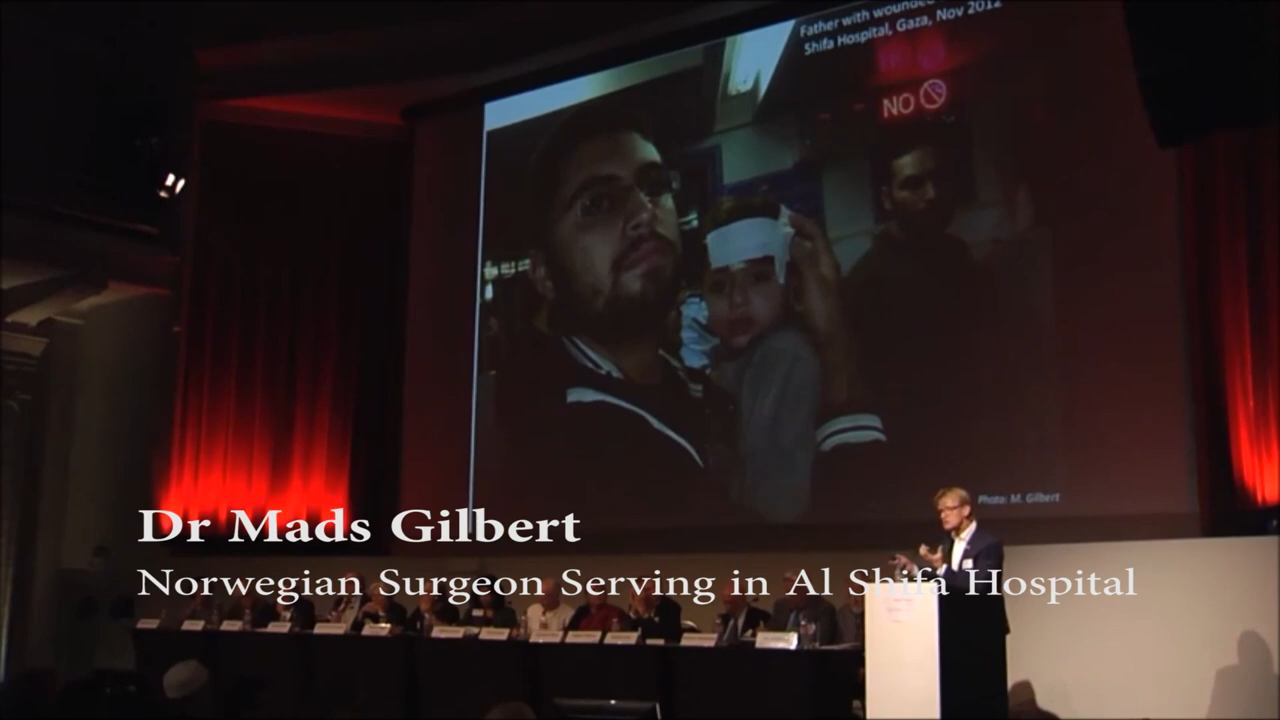 Father with wounded
Shifa Hospital, Gaza, Nov 2012
NO
Photo: M. Gilbert
Dr Mads Gilbert
Norwegian Surgeon Serving in Al Shifa Hospital